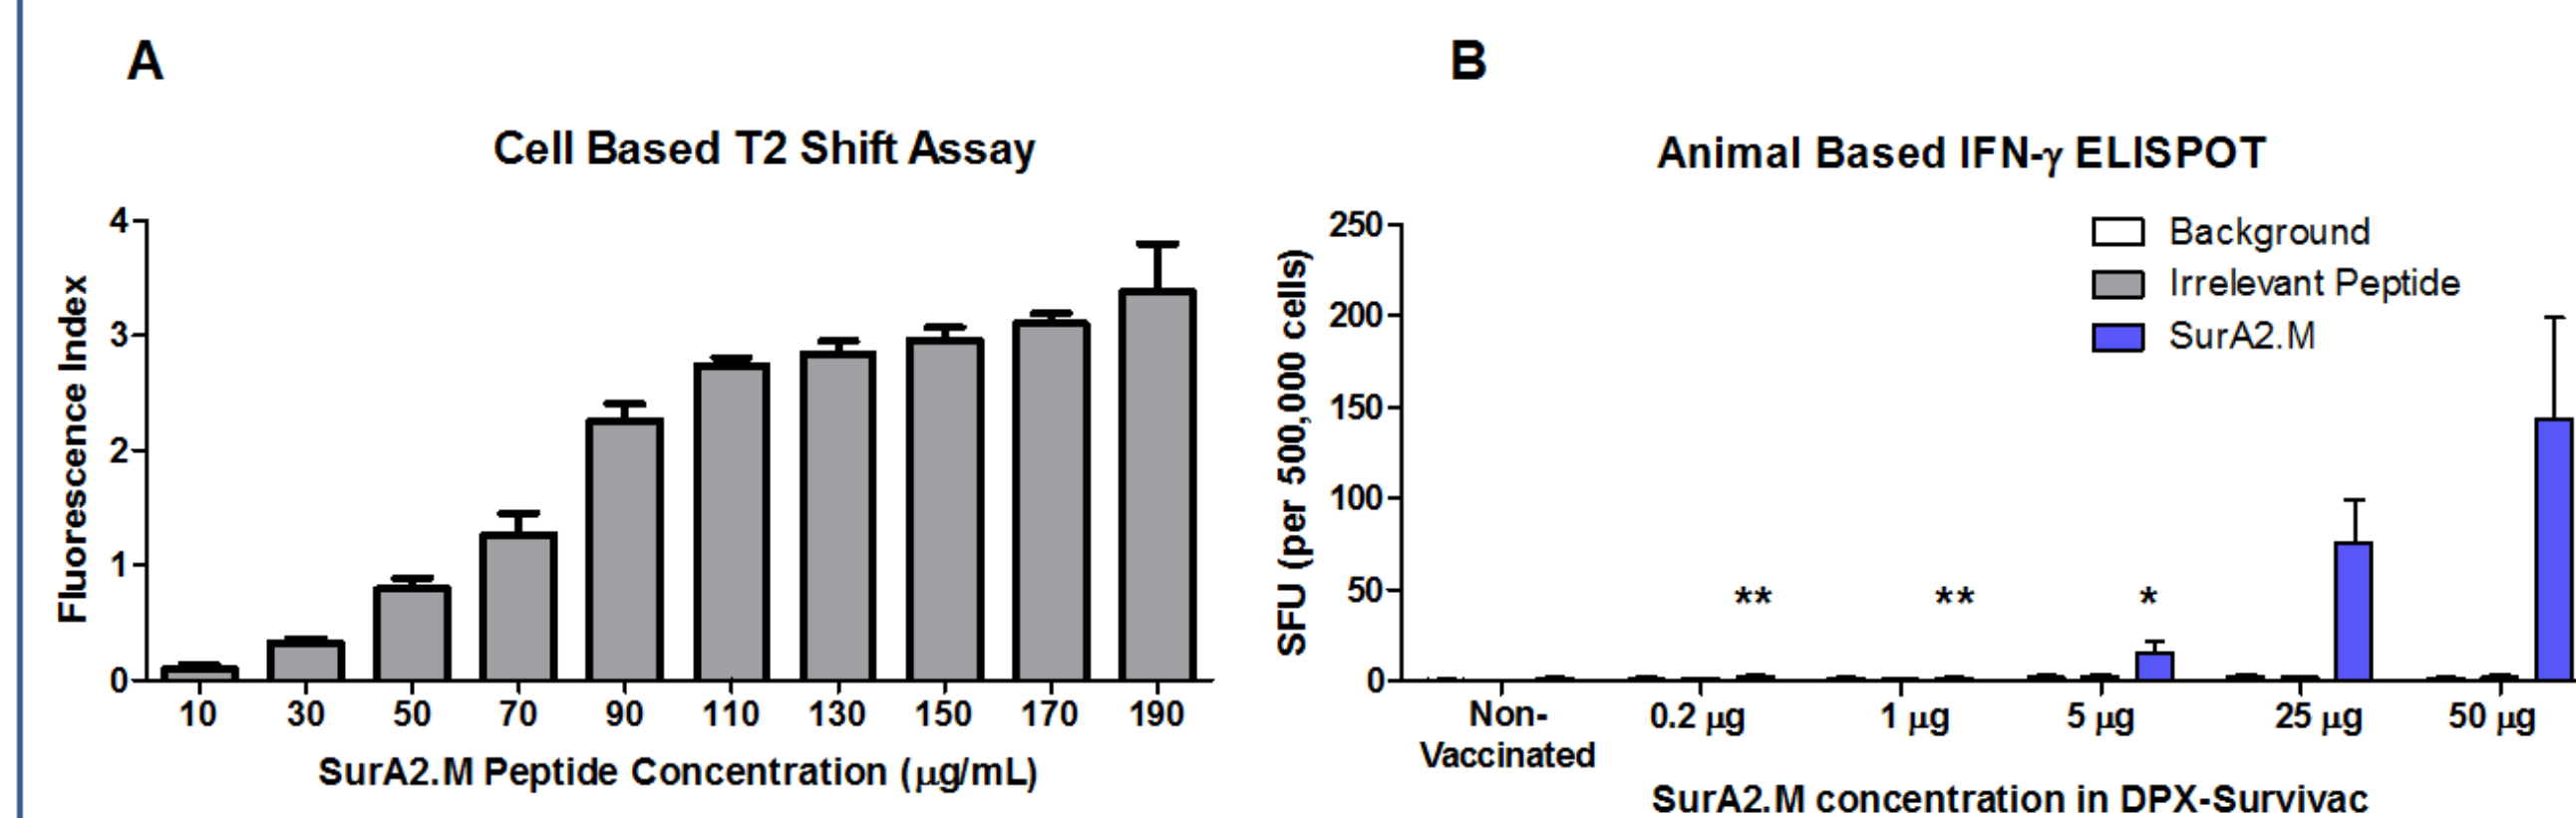 A
Cell Based T2 Shift Assay
Fluorescence Index
4
3
2
1
0
10 30 50 70 90 110 130 150 170 190
SurA2.M Peptide Concentration (µg/mL)
B
Animal Based IFN-γ ELISPOT
SFU (per 500,000 cells)
250
200
150
100
50
0
Background
Irrelevant Peptide
SurA2.M
** ** *
Non-
Vaccinated
0.2 µg 1 µg 5 µg 25 µg 50 µg
SurA2.M concentration in DPX-Survivac